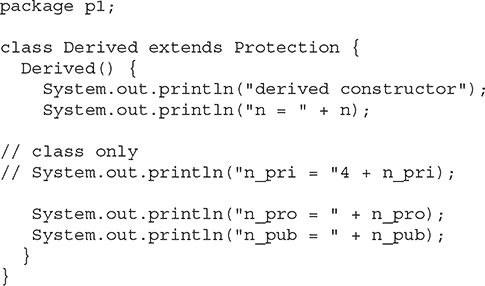 package p1;
class Derived extends Protection {
Derived() {
System.out.println("derived constructor");
System.out.println("n = " + n);
// class only
// System.out.println("n_pri = "4 + n_pri);
System.out.println("n_pro = " + n_pro);
System.out.println("n_pub = " + n_pub);
}
}